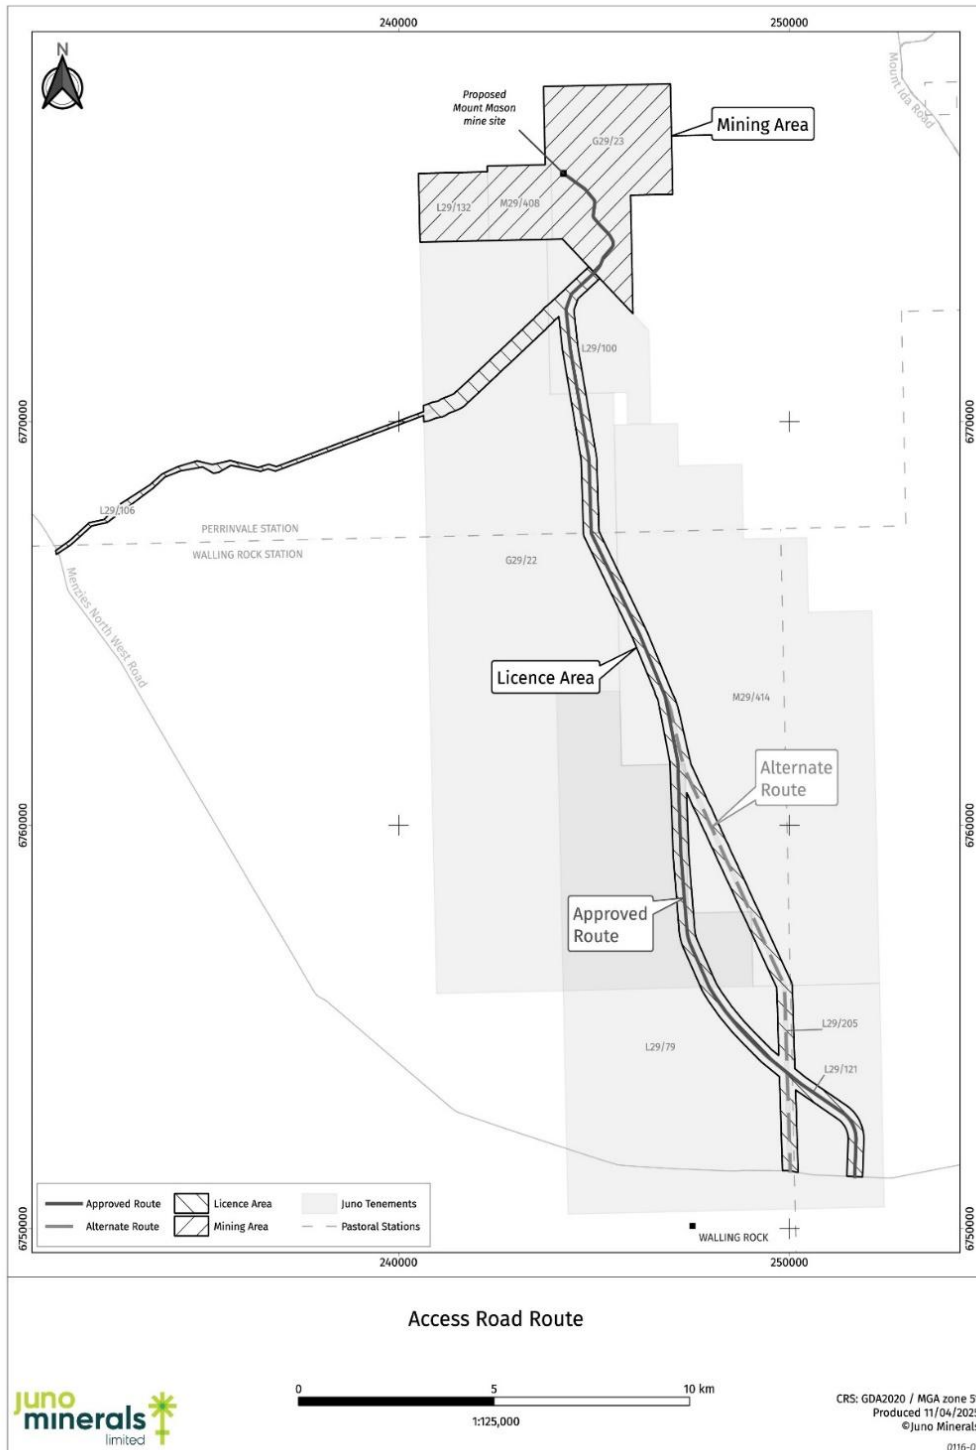 240000
250000
N
Mount Ida Road
Proposed
Mount Mason
mine site
Mining Area
G29/23
L29/132
M29/408
L29/100
6770000
6770000
L29/106
PERRINVALE STATION
WALLING ROCK STATION
G29/22
Menzies North West Road
Licence Area
M29/414
Alternate
Route
6760000
6760000
Approved
Route
L29/205
L29/79
L29/121
Approved Route
Licence Area
Juno Tenements
Alternate Route
Mining Area
Pastoral Stations
6750000
6750000
WALLING ROCK
240000
250000
Access Road Route
juno
minerals
limited
0
5
10 km
1:125,000
CRS: GDA2020 / MGA zone
Produced 11/04/2025
©Juno Minerals